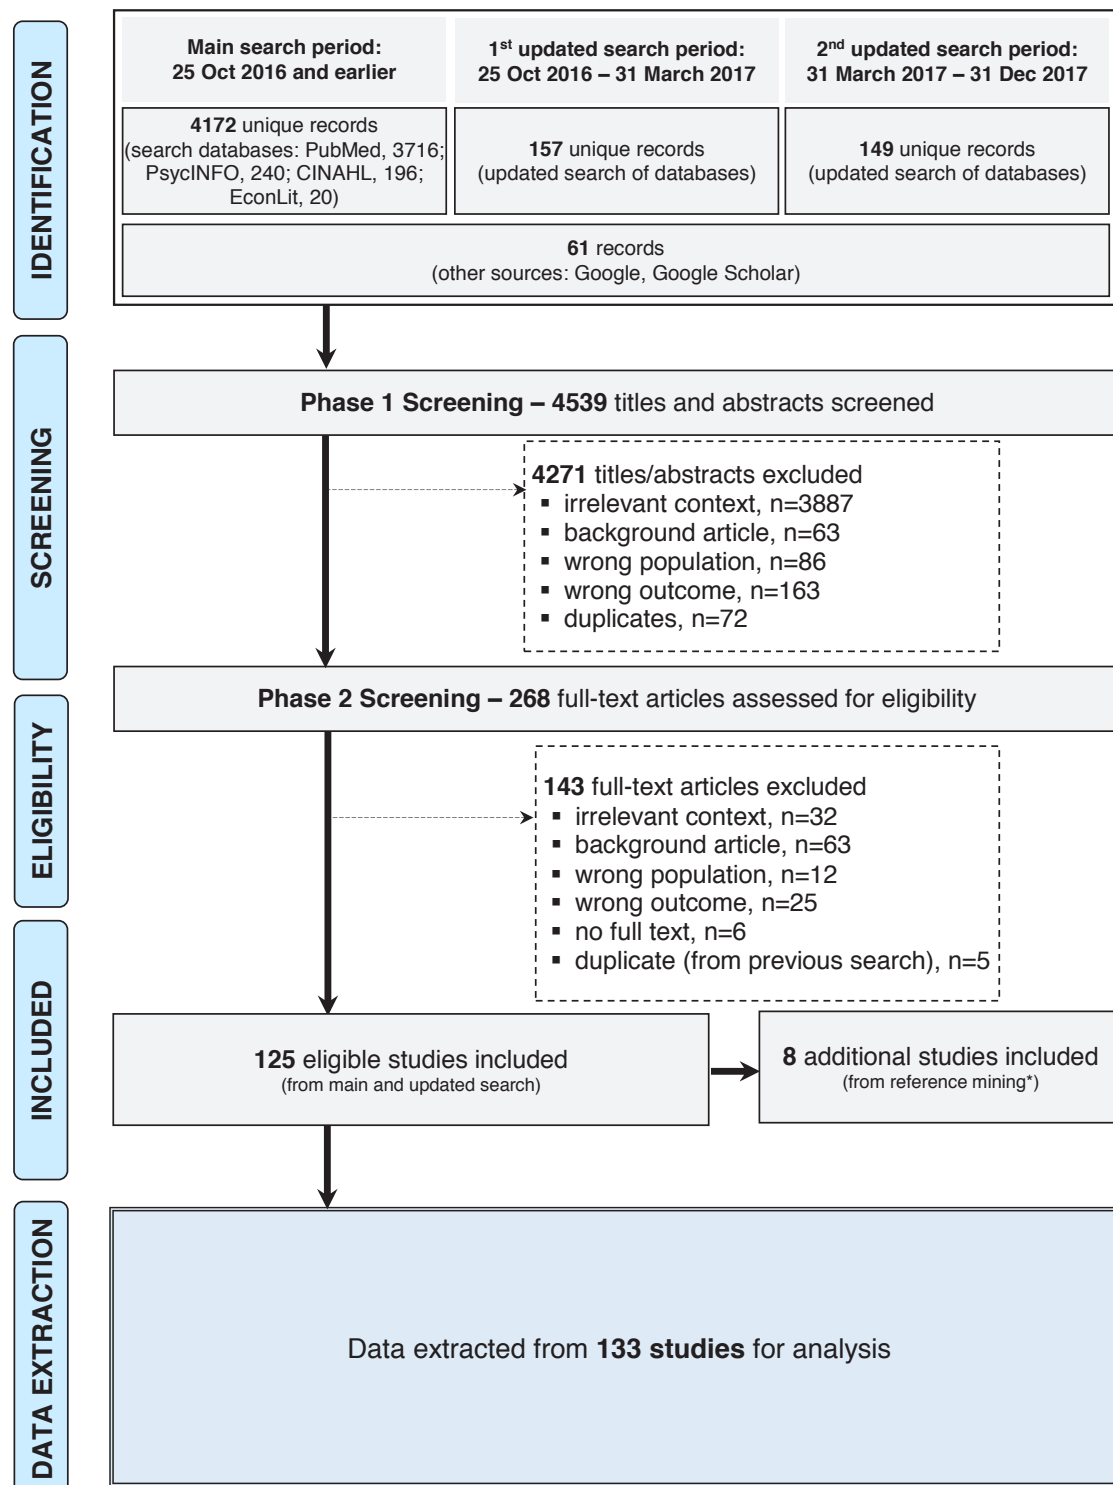 IDENTIFICATION
Main search period:
25 Oct 2016 and earlier
1st updated search period:
25 Oct 2016 – 31 March 2017
2nd updated search period:
31 March 2017 – 31 Dec 2017
4172 unique records
(search databases: PubMed, 3716;
PsycINFO, 240; CINAHL, 196;
EconLit, 20)
157 unique records
(updated search of databases)
149 unique records
(updated search of databases)
61 records
(other sources: Google, Google Scholar)
SCREENING
Phase 1 Screening – 4539 titles and abstracts screened
4271 titles/abstracts excluded
▪ irrelevant context, n=3887
▪ background article, n=63
▪ wrong population, n=86
▪ wrong outcome, n=163
▪ duplicates, n=72
Phase 2 Screening – 268 full-text articles assessed for eligibility
ELIGIBILITY
143 full-text articles excluded
▪ irrelevant context, n=32
▪ background article, n=63
▪ wrong population, n=12
▪ wrong outcome, n=25
▪ no full text, n=6
▪ duplicate (from previous search), n=5
INCLUDED
125 eligible studies included
(from main and updated search)
8 additional studies included
(from reference mining*)
DATA EXTRACTION
Data extracted from 133 studies for analysis